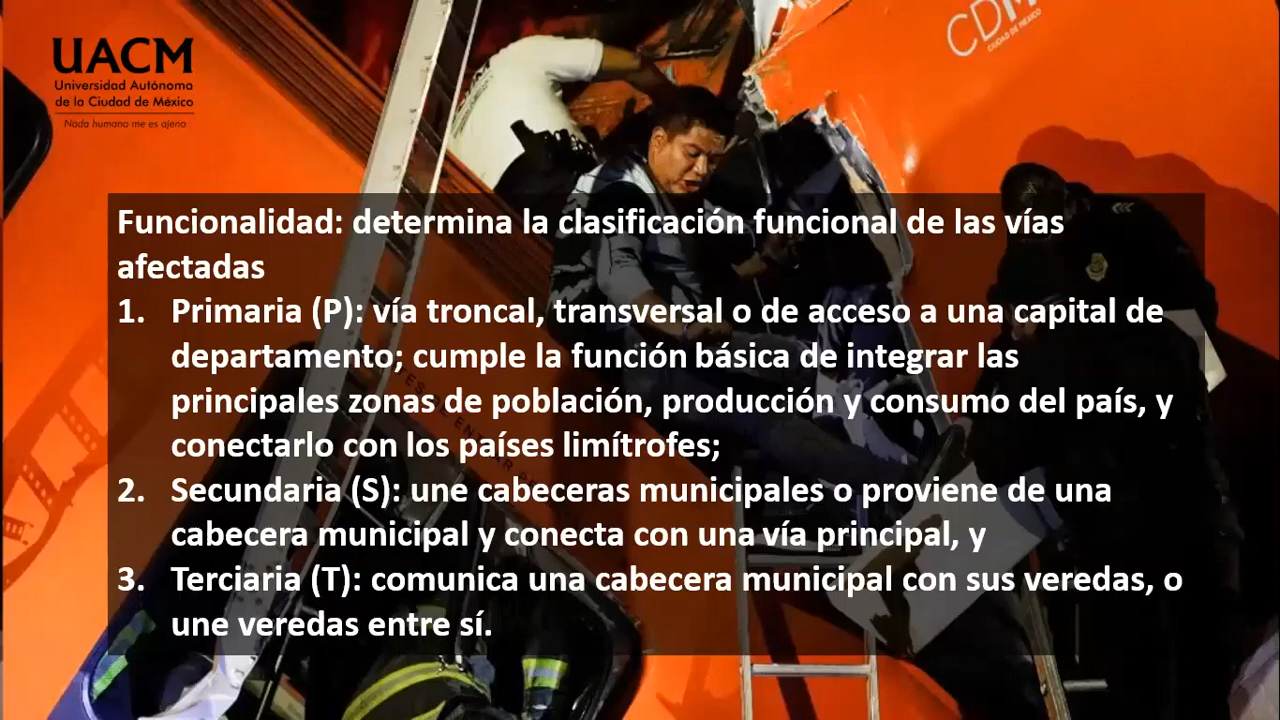 UACM
Universidad Autónoma
de la Ciudad de México
Nada humano me es ajeno
CDM
CIUDAD DE MÉXICO
Funcionalidad: determina la clasificación funcional de las vías
afectadas
1. Primaria (P): vía troncal, transversal o de acceso a una capital de
departamento; cumple la función básica de integrar las
principales zonas de población, producción y consumo del país, y
conectarlo con los países limítrofes;
2. Secundaria (S): une cabeceras municipales o proviene de una
cabecera municipal y conecta con una vía principal, y
3. Terciaria (T): comunica una cabecera municipal con sus veredas, o
une veredas entre sí.